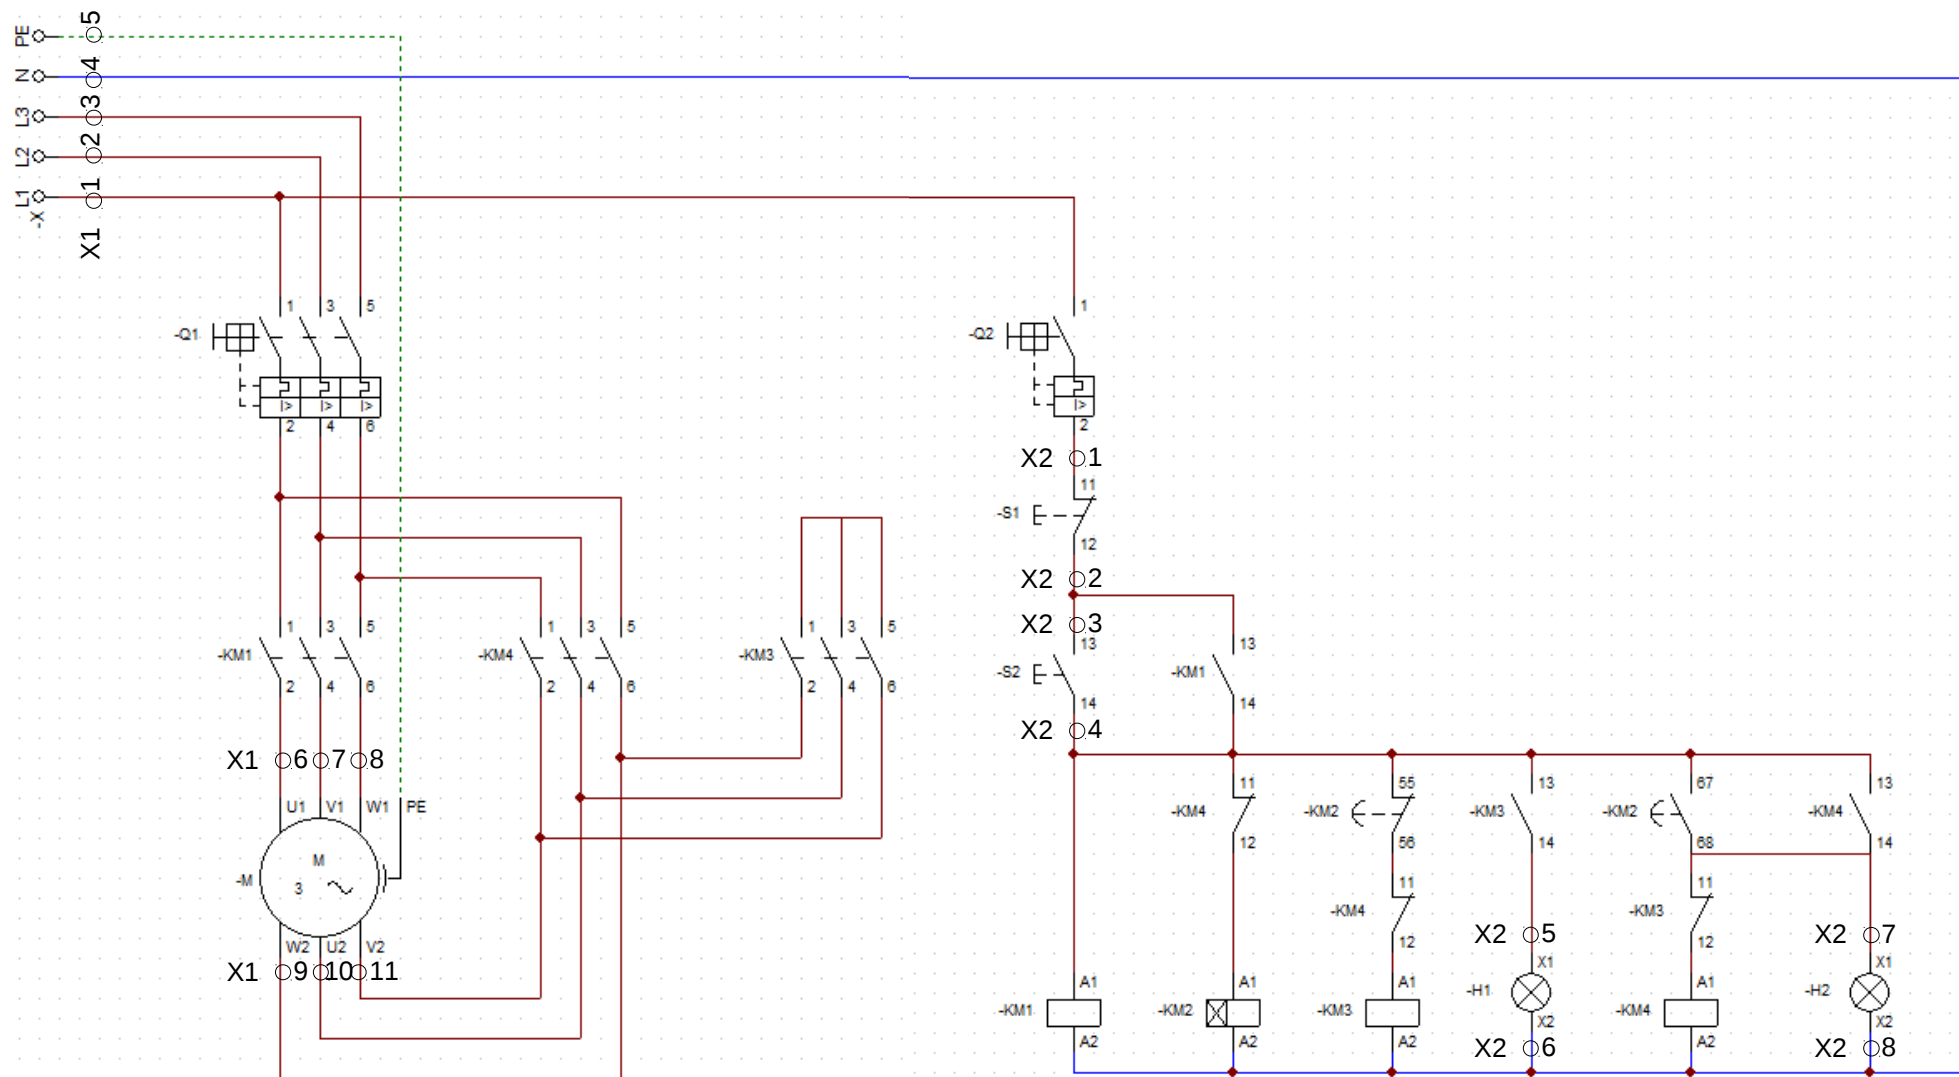 PE 5
N 4
L3 3
L2 2
L1 1
-X X1
1 3 5
-Q1
I> I> I>
2 4 6
1
-Q2
I>
2
X2 1
11
-S1
12
X2 2
X2 3
1 3 5
-KM1
2 4 6
1 3 5
-KM4
2 4 6
1 3 5
-KM3
2 4 6
13
-S2
14
13
-KM1
14
X2 4
X1 6 7 8
U1 V1 W1 PE
M
-M 3
W2 U2 V2
X1 9 10 11
11
-KM4
12
55
-KM2
56
13
-KM3
14
67
-KM2
68
13
-KM4
14
11
-KM4
12
11
-KM3
12
X2 5
X2 7
A1
-KM1
A2
A1
-KM2
A2
A1
-KM3
A2
X1
-H1
X2
A1
-KM4
A2
X1
-H2
X2
X2 6
X2 8